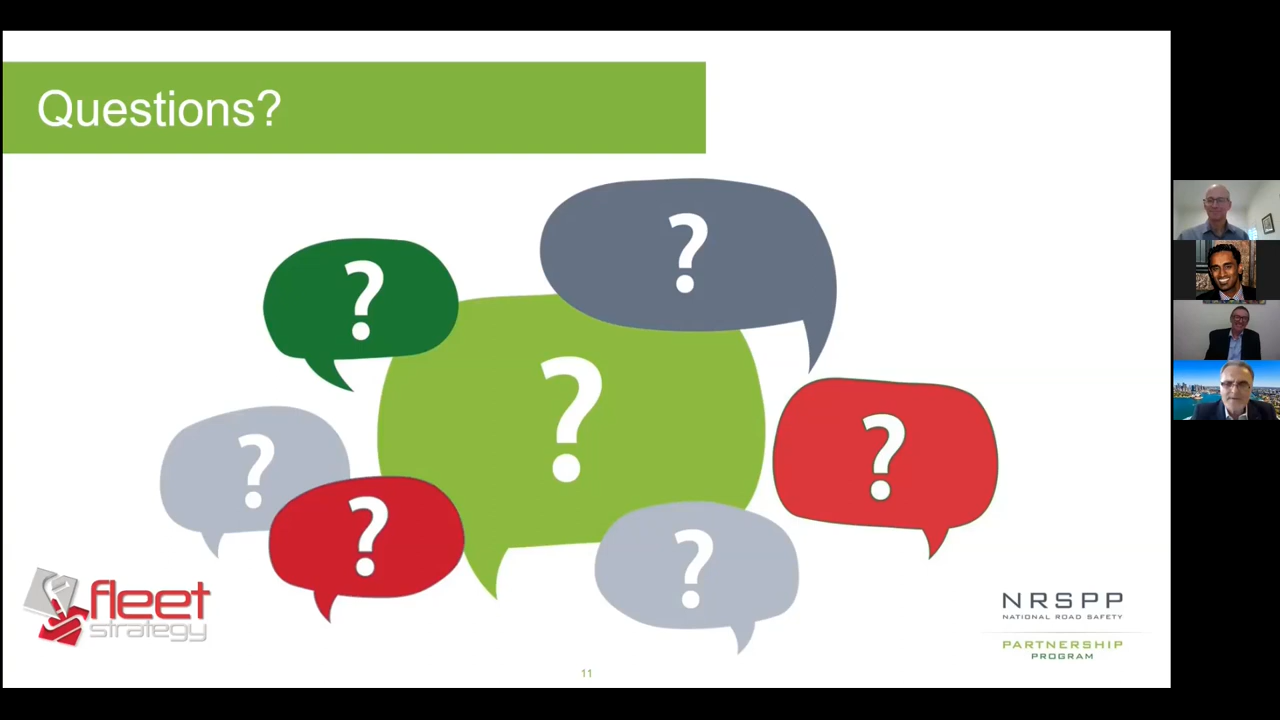 Questions?
?
?
?
?
?
?
?
fleet
strategy
NRSPP
NATIONAL ROAD SAFETY
PARTNERSHIP
PROGRAM
11